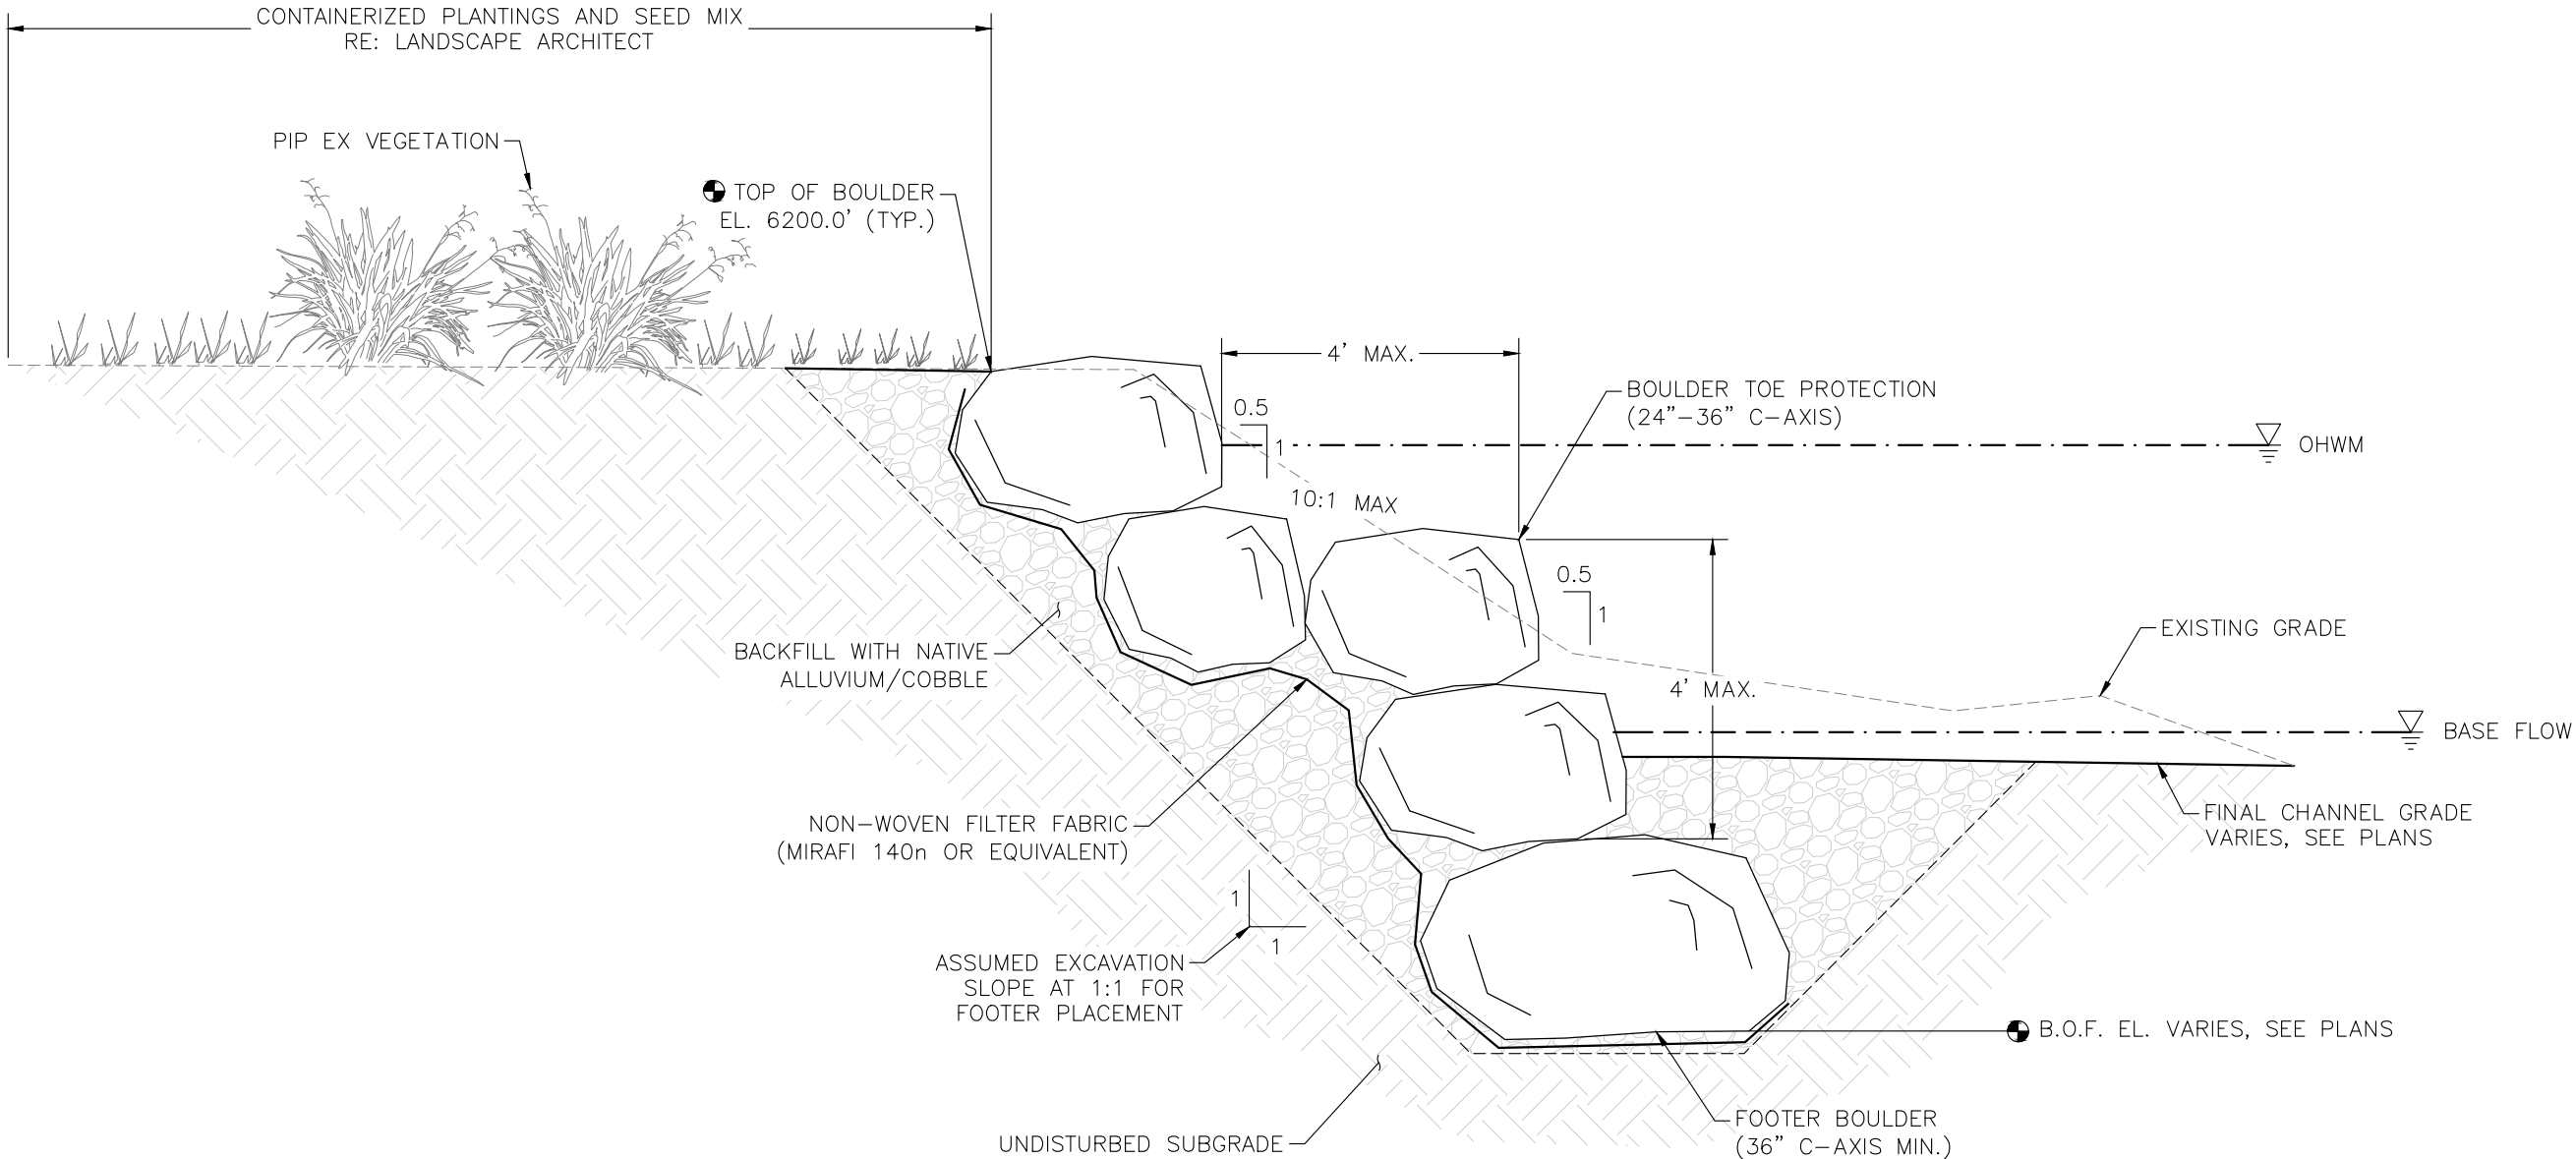 CONTAINERIZED PLANTINGS AND SEED MIX
RE: LANDSCAPE ARCHITECT
PIP EX VEGETATION
TOP OF BOULDER
EL. 6200.0' (TYP.)
4' MAX.
BOULDER TOE PROTECTION
(24"-36" C-AXIS)
0.5
1
OHWM
10:1 MAX
0.5
1
EXISTING GRADE
BACKFILL WITH NATIVE
ALLUVIUM/COBBLE
4' MAX.
BASE FLOW
NON-WOVEN FILTER FABRIC
(MIRAFI 140n OR EQUIVALENT)
FINAL CHANNEL GRADE
VARIES, SEE PLANS
1
1
ASSUMED EXCAVATION
SLOPE AT 1:1 FOR
FOOTER PLACEMENT
B.O.F. EL. VARIES, SEE PLANS
UNDISTURBED SUBGRADE
FOOTER BOULDER
(36" C-AXIS MIN.)